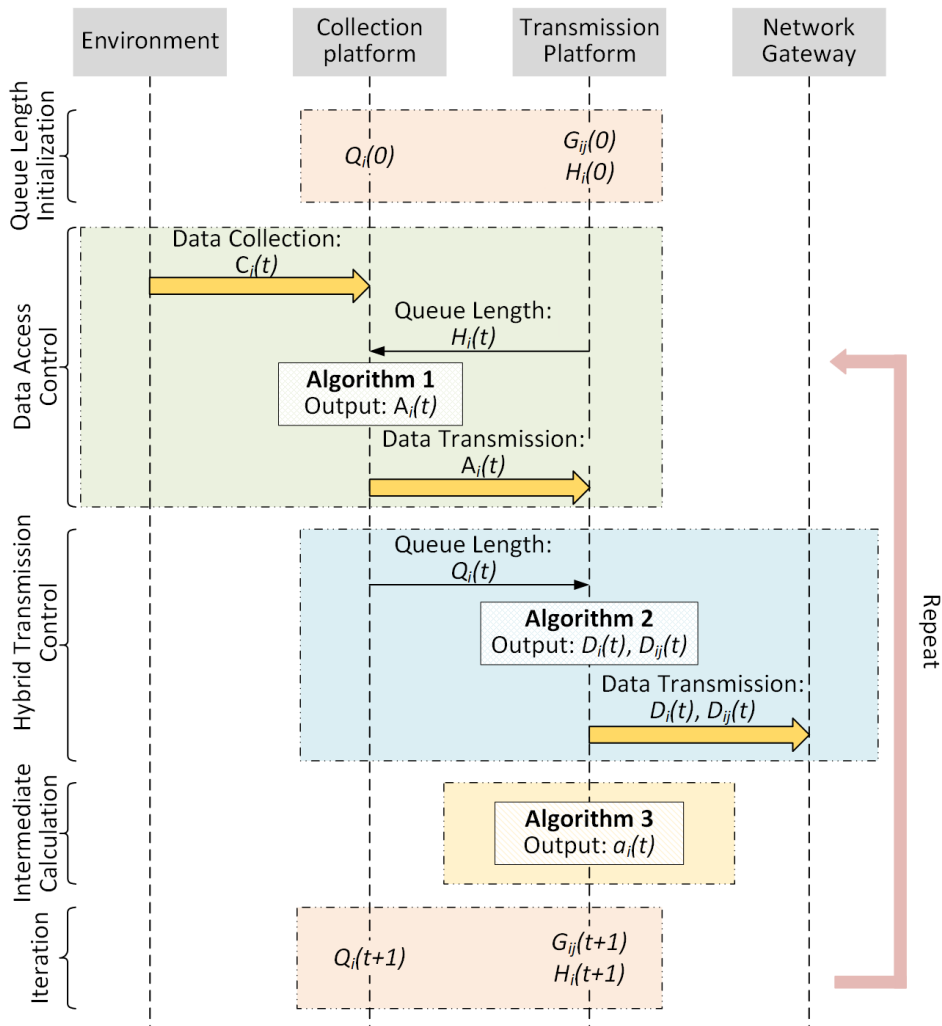 Environment
Collection
platform
Transmission
Platform
Network
Gateway
Queue Length
Initialization
Qi(0)
Gij(0)
Hi(0)
Data Access
Control
Data Collection:
Ci(t)
Queue Length:
Hi(t)
Algorithm 1
Output: Ai(t)
Data Transmission:
Ai(t)
Hybrid Transmission
Control
Queue Length:
Qi(t)
Algorithm 2
Output: Di(t), Dij(t)
Data Transmission:
Di(t), Dij(t)
Repeat
Intermediate
Calculation
Algorithm 3
Output: ai(t)
Iteration
Qi(t+1)
Gij(t+1)
Hi(t+1)